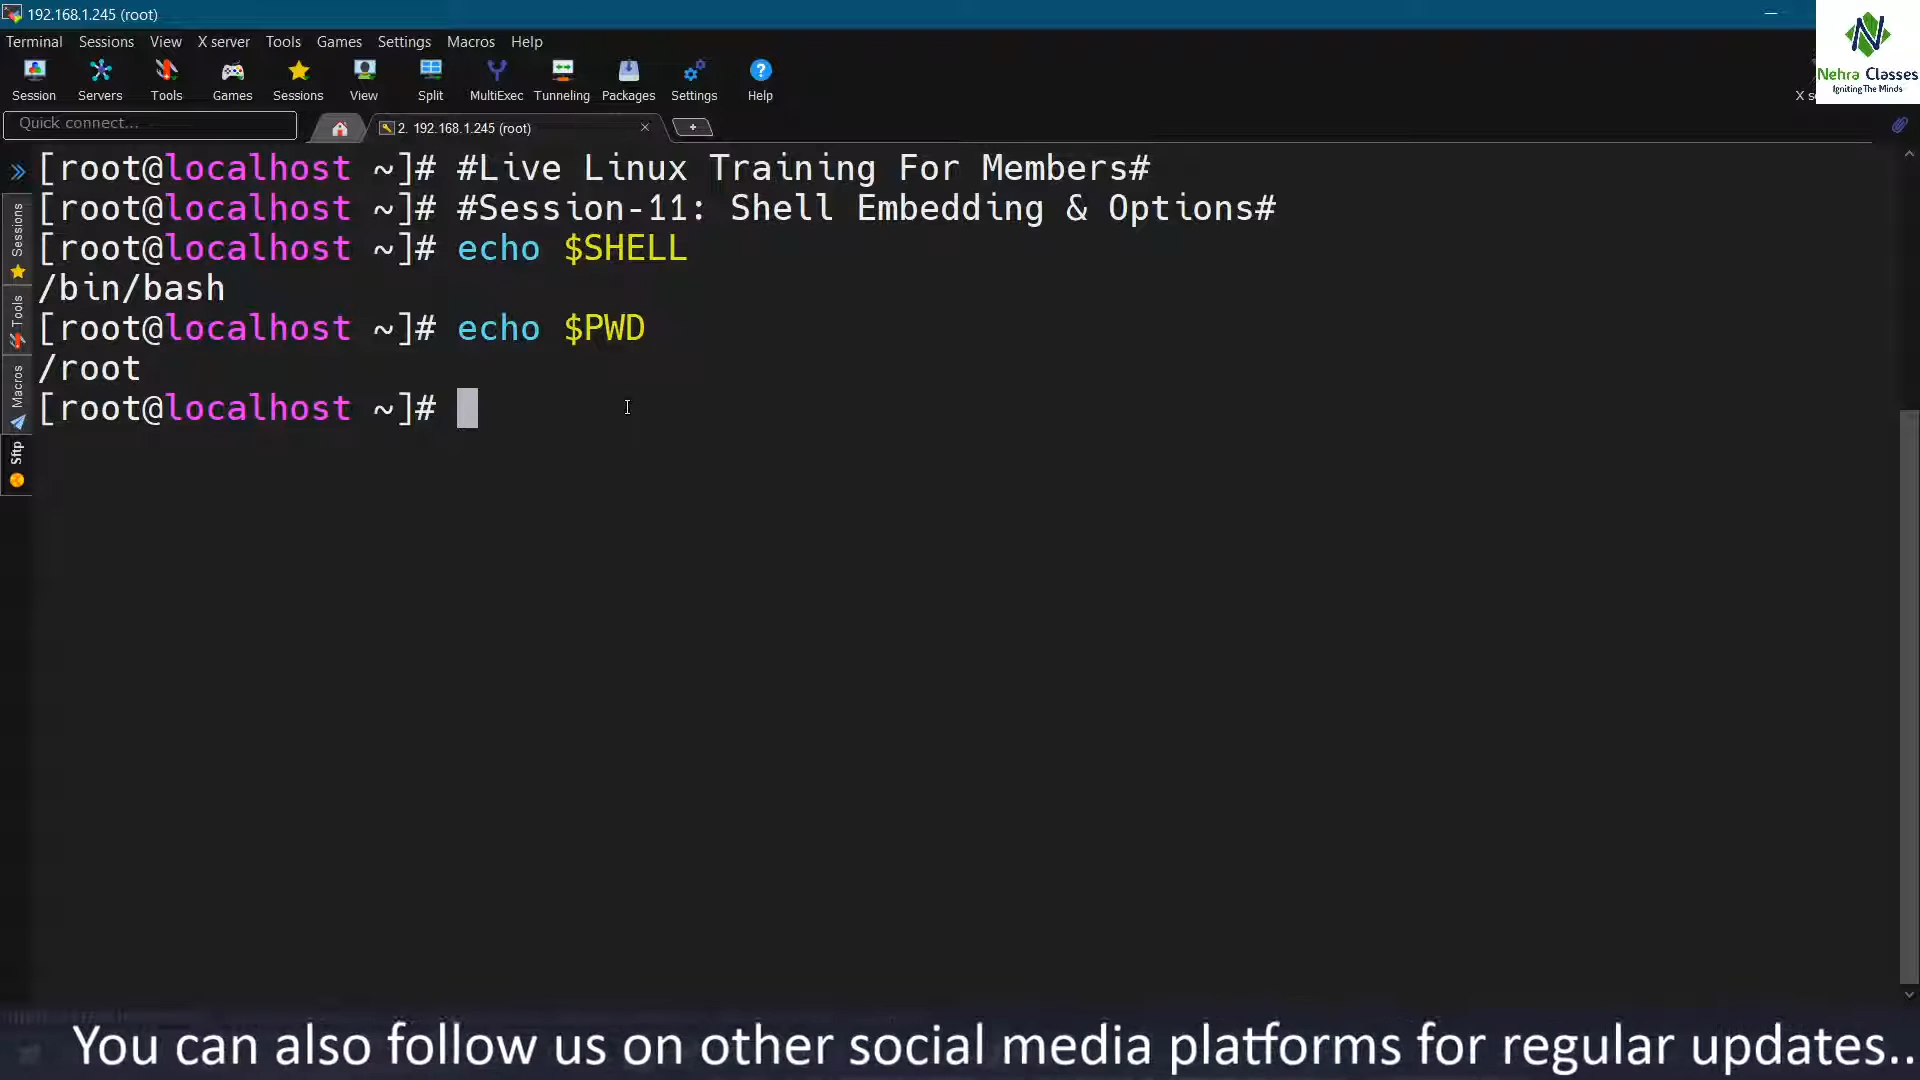 192.168.1.245 (root)
Terminal Sessions View X server Tools Games Settings Macros Help
Session Servers Tools Games Sessions View Split MultiExec Tunneling Packages Settings Help
Nehra Classes
Igniting The Minds
Quick connect...
2. 192.168.1.245 (root)
[root@localhost ~]# #Live Linux Training For Members#
[root@localhost ~]# #Session-11: Shell Embedding & Options#
[root@localhost ~]# echo $SHELL
/bin/bash
[root@localhost ~]# echo $PWD
/root
[root@localhost ~]#
Sessions
Tools
Macros
Sftp
You can also follow us on other social media platforms for regular updates..